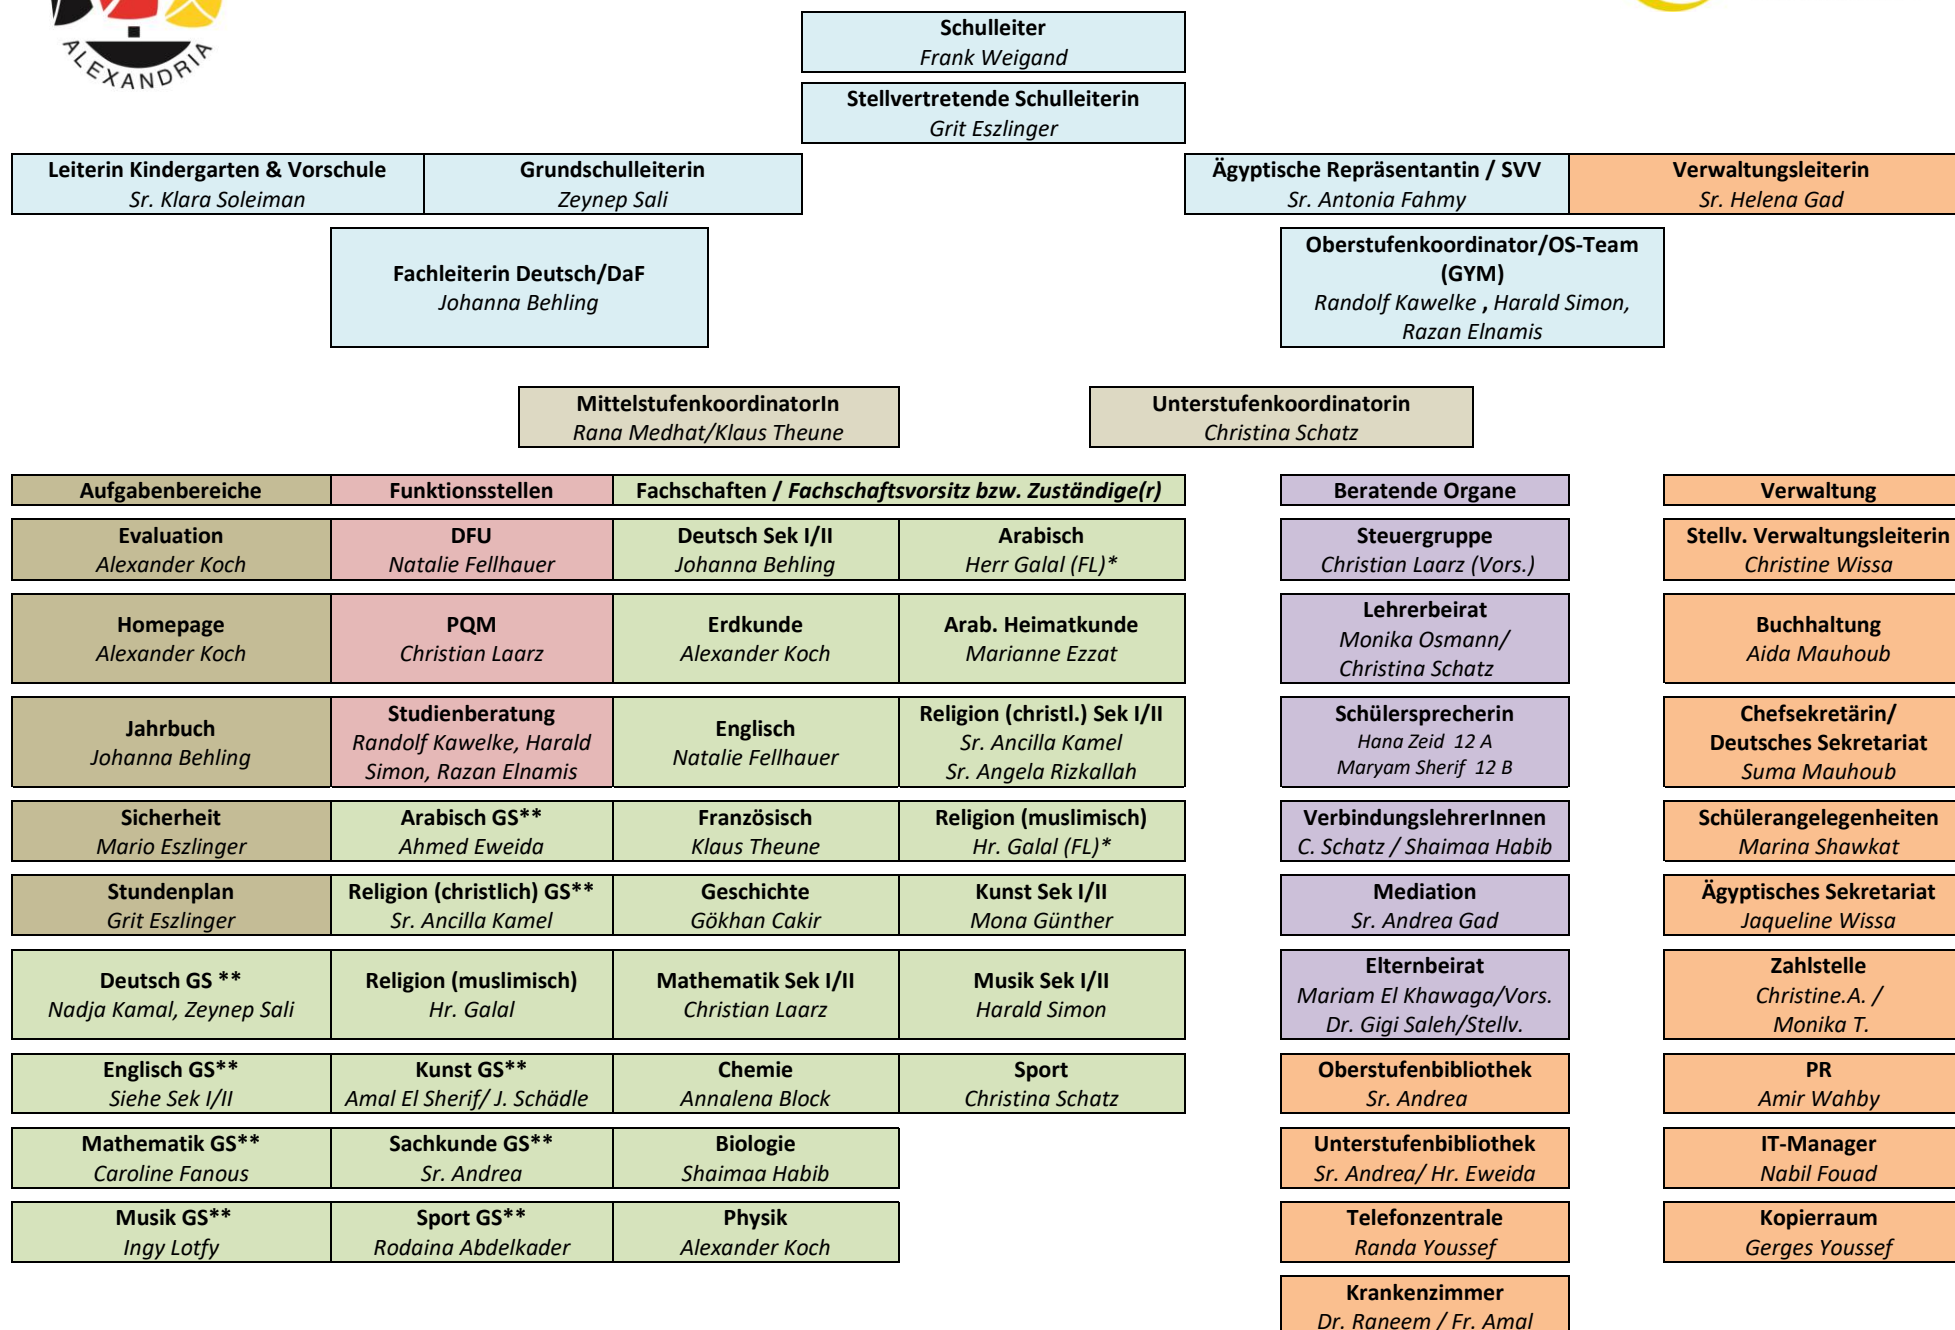 ALEXANDRIA
Schulleiter
Frank Weigand
Stellvertretende Schulleiterin
Grit Eszlinger
Leiterin Kindergarten & Vorschule
Sr. Klara Soleiman
Grundschulleiterin
Zeynep Sali
Ägyptische Repräsentantin / SVV
Sr. Antonia Fahmy
Verwaltungsleiterin
Sr. Helena Gad
Fachleiterin Deutsch/DaF
Johanna Behling
Oberstufenkoordinator/OS-Team
(GYM)
Randolf Kawelke , Harald Simon,
Razan Elnamis
MittelstufenkoordinatorIn
Rana Medhat/Klaus Theune
Unterstufenkoordinatorin
Christina Schatz
Aufgabenbereiche
Funktionsstellen
Fachschaften / Fachschaftsvorsitz bzw. Zuständige(r)
Beratende Organe
Verwaltung
Evaluation
Alexander Koch
DFU
Natalie Fellhauer
Deutsch Sek I/II
Johanna Behling
Arabisch
Herr Galal (FL)*
Steuergruppe
Christian Laarz (Vors.)
Stellv. Verwaltungsleiterin
Christine Wissa
Homepage
Alexander Koch
PQM
Christian Laarz
Erdkunde
Alexander Koch
Arab. Heimatkunde
Marianne Ezzat
Lehrerbeirat
Monika Osmann/
Christina Schatz
Buchhaltung
Aida Mauhoub
Jahrbuch
Johanna Behling
Studienberatung
Randolf Kawelke, Harald
Simon, Razan Elnamis
Englisch
Natalie Fellhauer
Religion (christl.) Sek I/II
Sr. Ancilla Kamel
Sr. Angela Rizkallah
Schülersprecherin
Hana Zeid 12 A
Maryam Sherif 12 B
Chefsekretärin/
Deutsches Sekretariat
Suma Mauhoub
Sicherheit
Mario Eszlinger
Arabisch GS**
Ahmed Eweida
Französisch
Klaus Theune
Religion (muslimisch)
Hr. Galal (FL)*
VerbindungslehrerInnen
C. Schatz / Shaimaa Habib
Schülerangelegenheiten
Marina Shawkat
Stundenplan
Grit Eszlinger
Religion (christlich) GS**
Sr. Ancilla Kamel
Geschichte
Gökhan Cakir
Kunst Sek I/II
Mona Günther
Mediation
Sr. Andrea Gad
Ägyptisches Sekretariat
Jaqueline Wissa
Deutsch GS **
Nadja Kamal, Zeynep Sali
Religion (muslimisch)
Hr. Galal
Mathematik Sek I/II
Christian Laarz
Musik Sek I/II
Harald Simon
Elternbeirat
Mariam El Khawaga/Vors.
Dr. Gigi Saleh/Stellv.
Zahlstelle
Christine.A. /
Monika T.
Englisch GS**
Siehe Sek I/II
Kunst GS**
Amal El Sherif/ J. Schädle
Chemie
Annalena Block
Sport
Christina Schatz
Oberstufenbibliothek
Sr. Andrea
PR
Amir Wahby
Mathematik GS**
Caroline Fanous
Sachkunde GS**
Sr. Andrea
Biologie
Shaimaa Habib
Unterstufenbibliothek
Sr. Andrea/ Hr. Eweida
IT-Manager
Nabil Fouad
Musik GS**
Ingy Lotfy
Sport GS**
Rodaina Abdelkader
Physik
Alexander Koch
Telefonzentrale
Randa Youssef
Kopierraum
Gerges Youssef
Krankenzimmer
Dr. Raneem / Fr. Amal